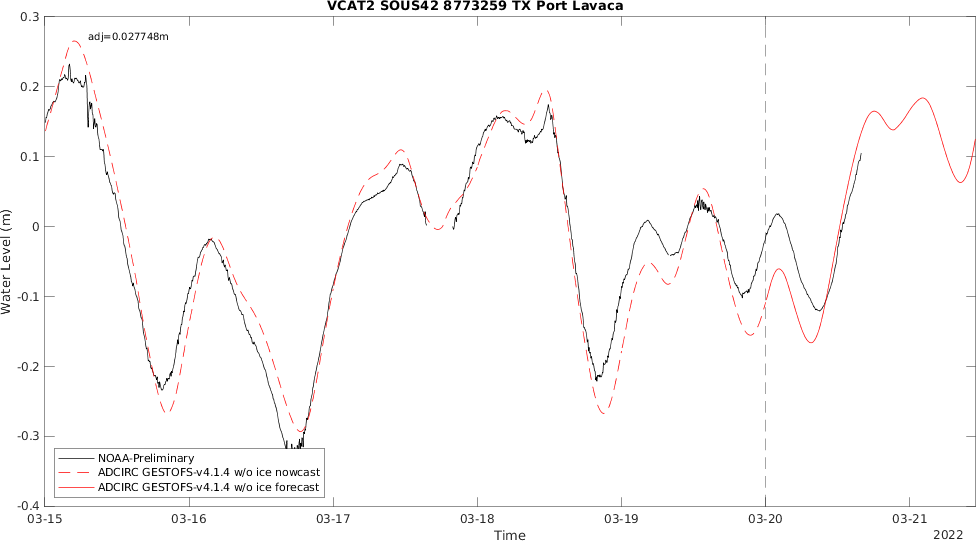 VCAT2 SOUS42 8773259 TX Port Lavaca
adj=0.027748m
0.3
0.2
0.1
0
-0.1
-0.2
-0.3
-0.4
Water Level (m)
NOAA-Preliminary
ADCIRC GESTOFS-v4.1.4 w/o ice nowcast
ADCIRC GESTOFS-v4.1.4 w/o ice forecast
03-15 03-16 03-17 03-18 03-19 03-20 03-21
Time
2022